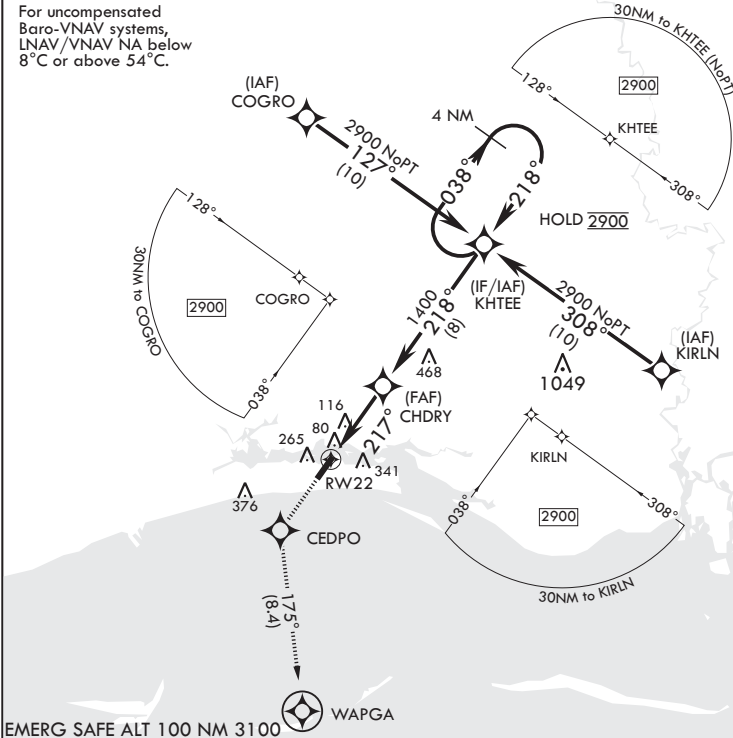 For uncompensated
Baro-VNAV systems,
LNAV/VNAV NA below
8°C or above 54°C.
30NM to KHTEE (NoPT)
2900
128°
KHTEE
308°
(IAF)
COGRO
2900 NoPT
127°
(10)
4 NM
038°
218°
HOLD 2900
(IF/IAF)
KHTEE
128°
30NM to COGRO
2900
COGRO
038°
1400
218°
(8)
2900 NoPT
308°
(10)
(IAF)
KIRLN
468
1049
(FAF)
CHDRY
116
80
217°
265
341
RW22
376
KIRLN
038°
308°
2900
30NM to KIRLN
CEDPO
175°
(8.4)
WAPGA
EMERG SAFE ALT 100 NM 3100